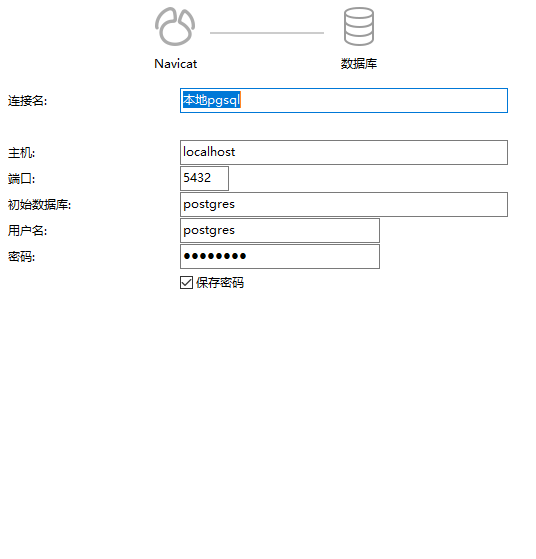 Navicat 数据库
连接名: 本地pgsql
主机: localhost
端口: 5432
初始数据库: postgres
用户名: postgres
密码: ●●●●●●●●
保存密码